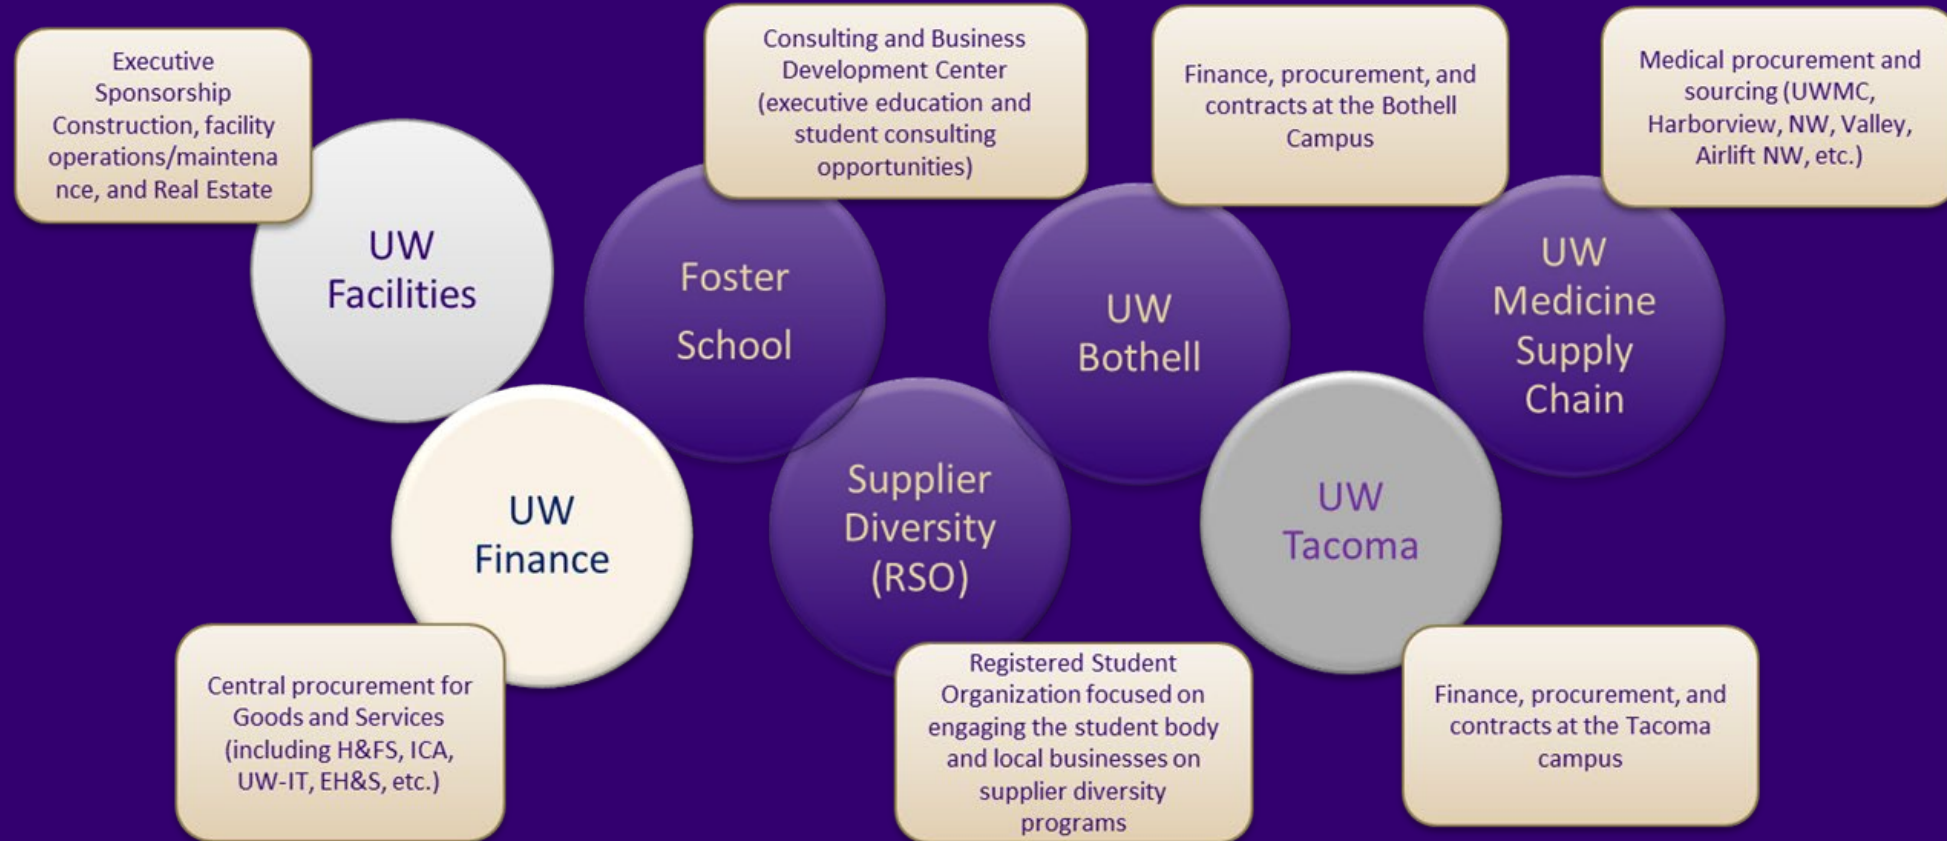 Executive
Sponsorship
Construction, facility
operations/maintena
nce, and Real Estate
UW
Facilities
Consulting and Business
Development Center
(executive education and
student consulting
opportunities)
Foster
School
Finance, procurement, and
contracts at the Bothell
Campus
UW
Bothell
Medical procurement and
sourcing (UWMC,
Harborview, NW, Valley,
Airlift NW, etc.)
UW
Medicine
Supply
Chain
UW
Finance
Central procurement for
Goods and Services
(including H&FS, ICA,
UW-IT, EH&S, etc.)
Supplier
Diversity
(RSO)
Registered Student
Organization focused on
engaging the student body
and local businesses on
supplier diversity
programs
UW
Tacoma
Finance, procurement, and
contracts at the Tacoma
campus